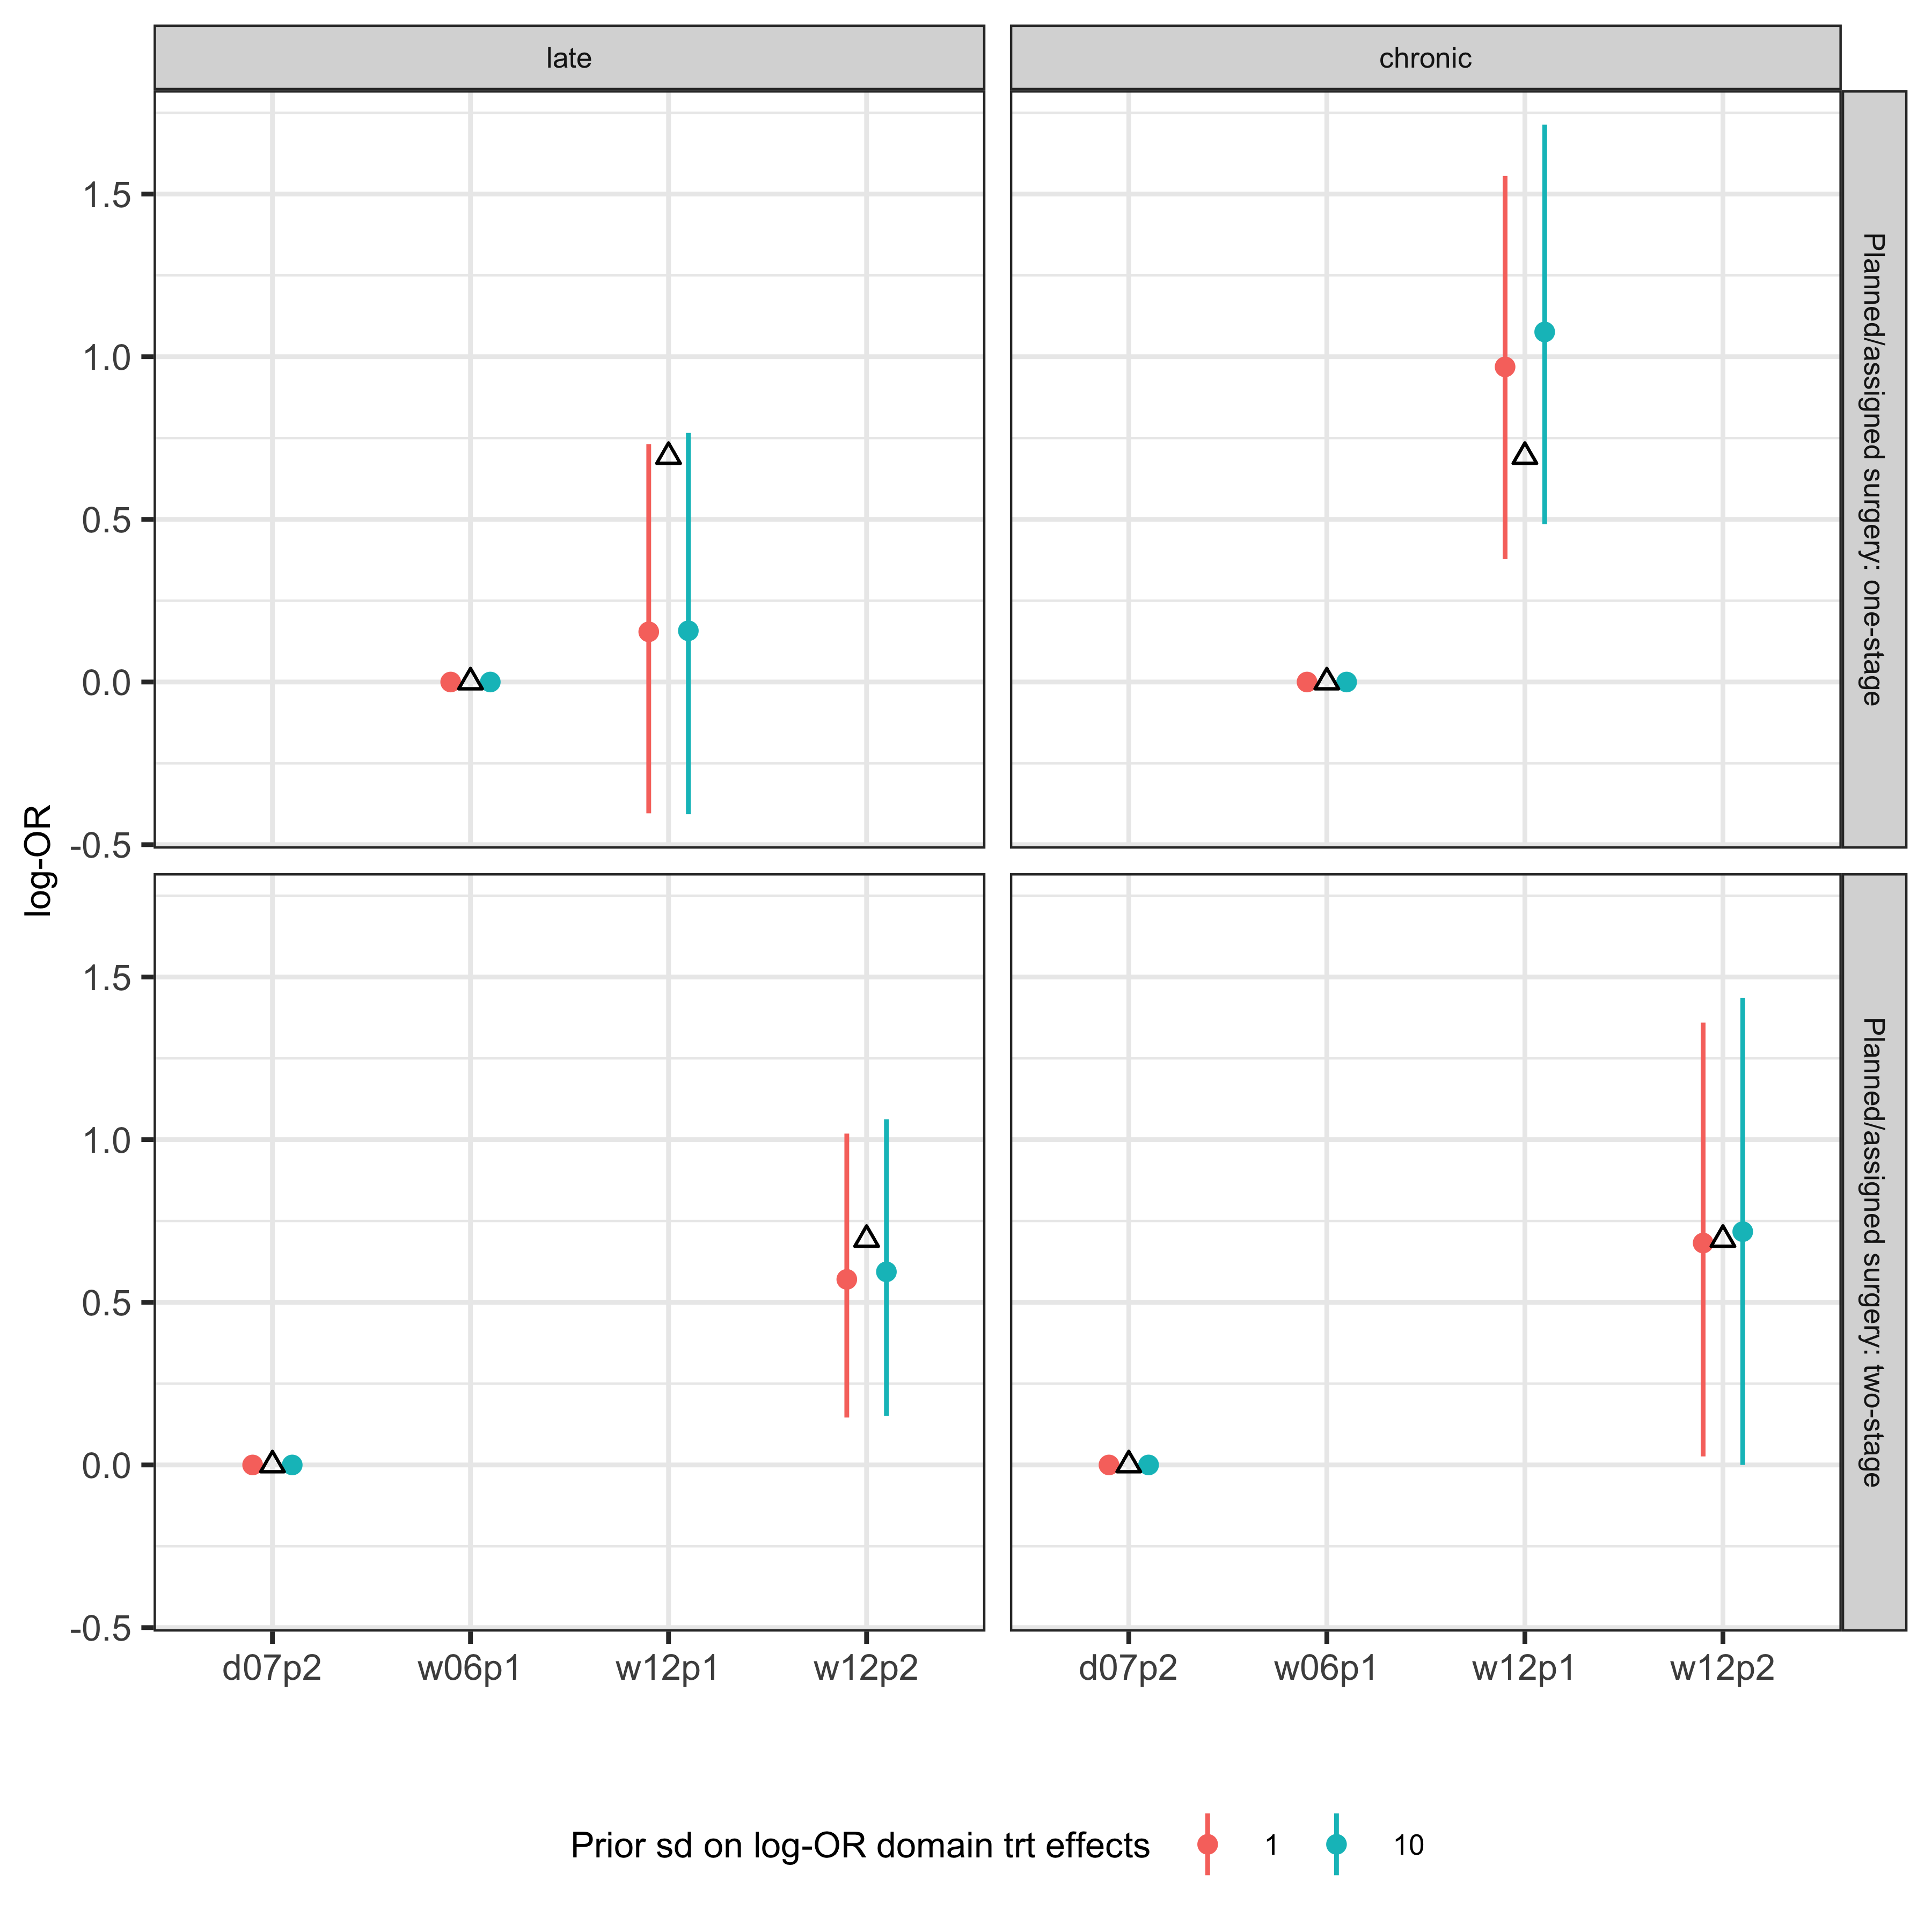 late
chronic
1.5
1.0
0.5
0.0
-0.5
Planned/assigned surgery: one-stage
log-OR
1.5
1.0
0.5
0.0
-0.5
Planned/assigned surgery: two-stage
d07p2 w06p1 w12p1 w12p2
d07p2 w06p1 w12p1 w12p2
Prior sd on log-OR domain trt effects 1 10